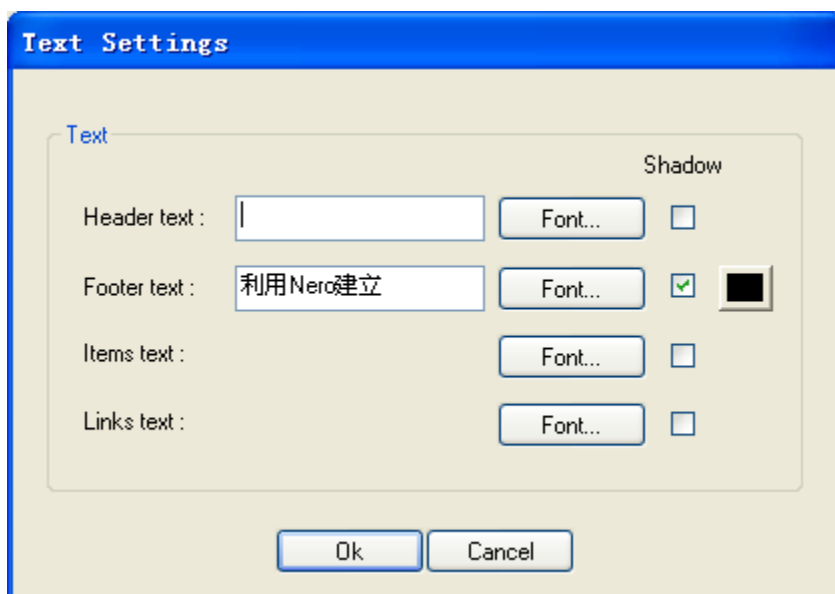 Text Settings
Text
Shadow
Header text :
Font...
Footer text :
利用Nero建立
Font...
Items text :
Font...
Links text :
Font...
Ok
Cancel